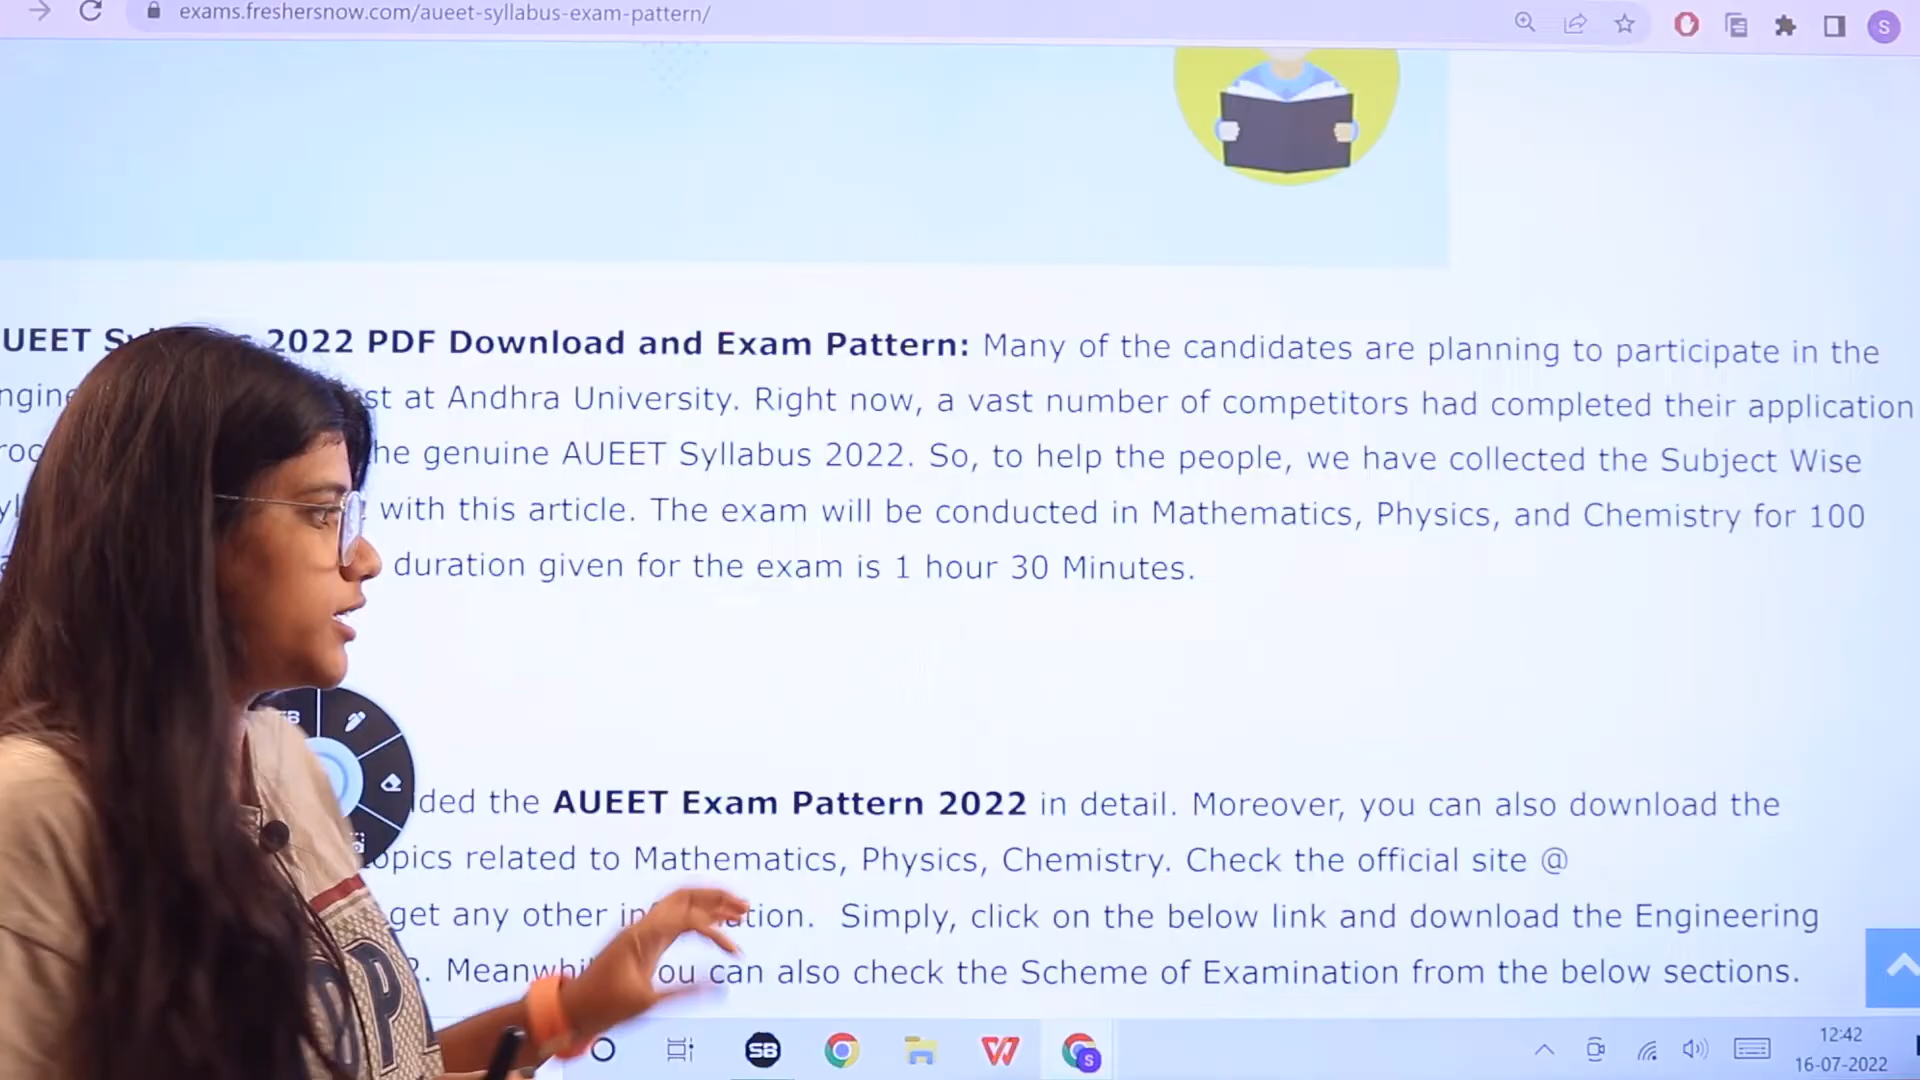 exams.freshersnow.com/aueet-syllabus-exam-pattern/
S
UEET 2022 PDF Download and Exam Pattern: Many of the candidates are planning to participate in the
at Andhra University. Right now, a vast number of competitors had completed their application
genuine AUEET Syllabus 2022. So, to help the people, we have collected the Subject Wise
with this article. The exam will be conducted in Mathematics, Physics, and Chemistry for 100
duration given for the exam is 1 hour 30 Minutes.
ded the AUEET Exam Pattern 2022 in detail. Moreover, you can also download the
opics related to Mathematics, Physics, Chemistry. Check the official site @
get any other Simply, click on the below link and download the Engineering
Meanwhi ou can also check the Scheme of Examination from the below sections.
SB
S
12:42
16-07-2022